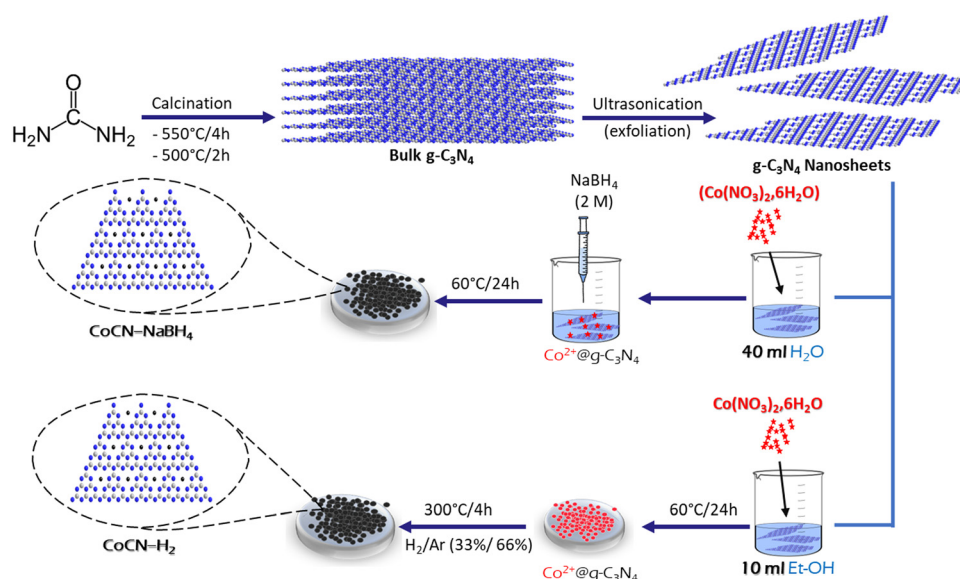 O
H₂N
NH₂
Calcination
- 550°C/4h
- 500°C/2h
Bulk g-C₃N₄
Ultrasonication
(exfoliation)
g-C₃N₄ Nanosheets
NaBH₄
(2 M)
(Co(NO₃)₂,6H₂O)
60°C/24h
CoCN=NaBH₄
Co²⁺@g-C₃N₄
40 ml H₂O
Co(NO₃)₂,6H₂O
300°C/4h
H₂/Ar (33%/ 66%)
60°C/24h
CoCN=H₂
Co²⁺@g-C₃N₄
10 ml Et-OH